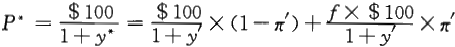 P* = $100 / (1 + y*) = $100 / (1 + y′) × (1 − π′) + f × $100 / (1 + y′) × π′